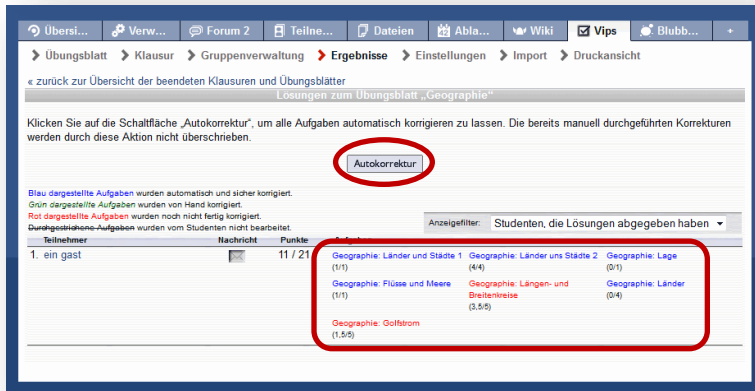 Übersi... Verw... Forum 2 Teilne... Dateien Abla... Wiki Vips Blubb... +
Übungsblatt Klausur Gruppenverwaltung Ergebnisse Einstellungen Import Druckansicht
« zurück zur Übersicht der beendeten Klausuren und Übungsblätter
Lösungen zum Übungsblatt „Geographie"
Klicken Sie auf die Schaltfläche „Autokorrektur", um alle Aufgaben automatisch korrigieren zu lassen. Die bereits manuell durchgeführten Korrekturen
werden durch diese Aktion nicht überschrieben.
Autokorrektur
Blau dargestellte Aufgaben wurden automatisch und sicher korrigiert.
Grün dargestellte Aufgaben wurden von Hand korrigiert.
Rot dargestellte Aufgaben wurden noch nicht fertig korrigiert.
Durchgestrichene Aufgaben wurden vom Studenten nicht bearbeitet.
Anzeigefilter: Studenten, die Lösungen abgegeben haben
Teilnehmer Nachricht Punkte
1. ein gast 11 / 21 Geographie: Länder und Städte 1 Geographie: Länder uns Städte 2 Geographie: Lage
(1/1) (4/4) (0/1)
Geographie: Flüsse und Meere Geographie: Längen- und Geographie: Länder
(1/1) Breitenkreise (0/4)
(3,5/5)
Geographie: Golfstrom
(1,5/5)